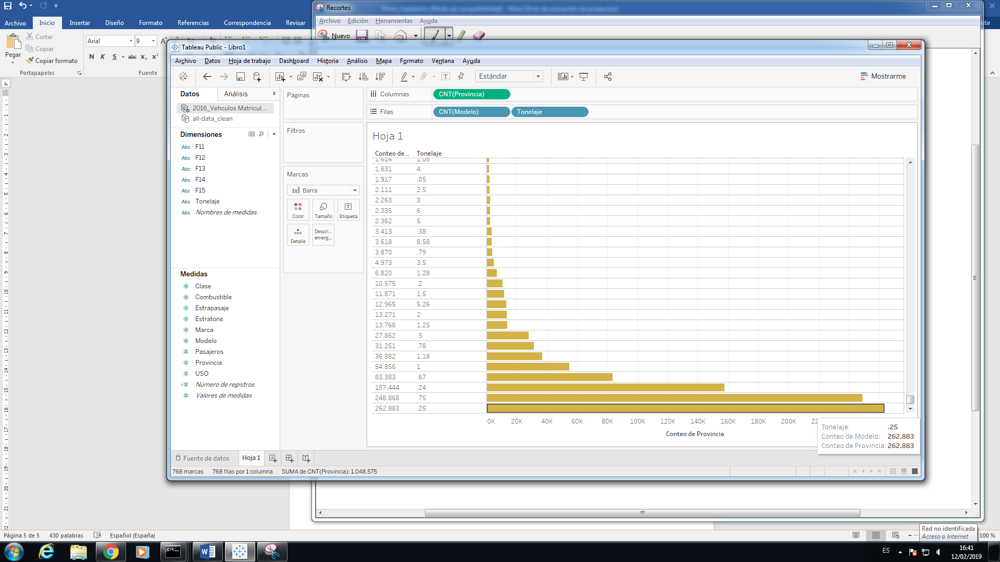 Recortes
Archivo Inicio Insertar Diseño Formato Referencias Correspondencia Revisar
Archivo Edición Herramientas Ayuda
Nuevo
Pegar
Cortar
Copiar
Copiar formato
Arial 9
N K S abc x₂ x²
Portapapeles Fuente
Tableau Public - Libro1
Archivo Datos Hoja de trabajo Dashboard Historia Análisis Mapa Formato Ventana Ayuda
Estándar
Mostrarme
Datos Análisis
2016_Vehculos Matricul...
all-data_clean
Dimensiones
Abc F11
Abc F12
Abc F13
Abc F14
Abc F15
Abc Tonelaje
Abc Nombres de medidas
Medidas
Clase
Combustible
Estrapasaje
Estratone
Marca
Modelo
Pasajeros
Provincia
USO
Número de registros
Valores de medidas
Páginas
Filtros
Marcas
Barra
Color Tamaño Etiqueta
Detalle Descri... emerg...
Columnas CNT(Provincia)
Filas CNT(Modelo) Tonelaje
Hoja 1
Conteo de .. Tonelaje
1.614 1.05
1.631 4
1.917 .05
2.111 2.5
2.263 3
2.335 6
2.362 5
3.413 .38
3.618 8.58
3.870 .79
4.973 3.5
6.820 1.28
10.575 .2
11.871 1.5
12.965 5.26
13.271 2
13.768 1.25
27.852 .5
31.251 .78
36.882 1.18
54.856 1
83.383 .67
157.444 .24
248.868 .75
262.883 .25
0K 20K 40K 60K 80K 100K 120K 140K 160K 180K 200K
Conteo de Provincia
Tonelaje: .25
Conteo de Modelo: 262.883
Conteo de Provincia: 262.883
Fuente de datos Hoja 1
768 marcas 768 filas por 1 columna SUMA de CNT(Provincia): 1.048.575
Página 5 de 5 430 palabras Español (España)
Red no identificada
Acceso a Internet
100 %
ES
16:41
12/02/2019